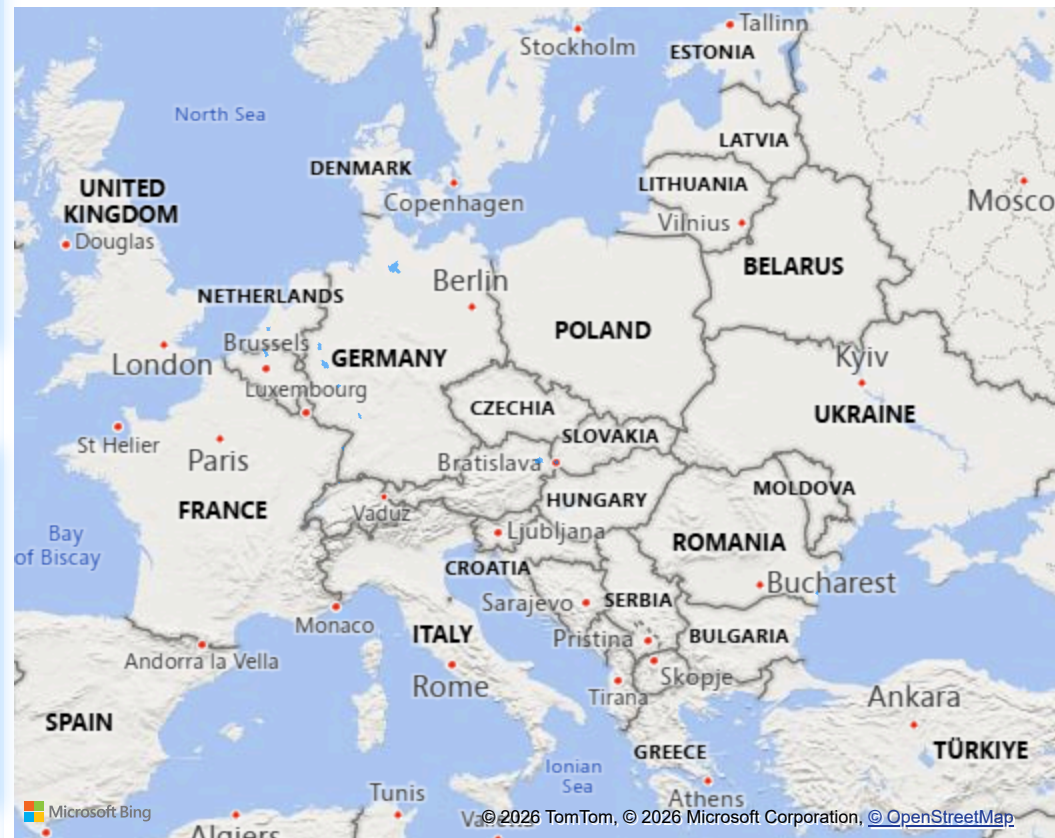 Tallinn
Stockholm
ESTONIA
North Sea
LATVIA
DENMARK
LITHUANIA
UNITED
KINGDOM
Copenhagen
Mosco
Vilnius
Douglas
BELARUS
Berlin
NETHERLANDS
POLAND
Brussels
GERMANY
Kyiv
London
Luxembourg
CZECHIA
UKRAINE
St Helier
SLOVAKIA
Paris
Bratislava
MOLDOVA
HUNGARY
FRANCE
Vaduz
Ljubljana
Bay
of Biscay
ROMANIA
CROATIA
Bucharest
Sarajevo
SERBIA
Monaco
ITALY
Pristina
BULGARIA
Andorra la Vella
Skopje
Rome
Tirana
Ankara
SPAIN
GREECE
TÜRKIYE
Ionian
Sea
Tunis
Athens
Microsoft Bing
© 2026 TomTom, © 2026 Microsoft Corporation, © OpenStreetMap
Algiers